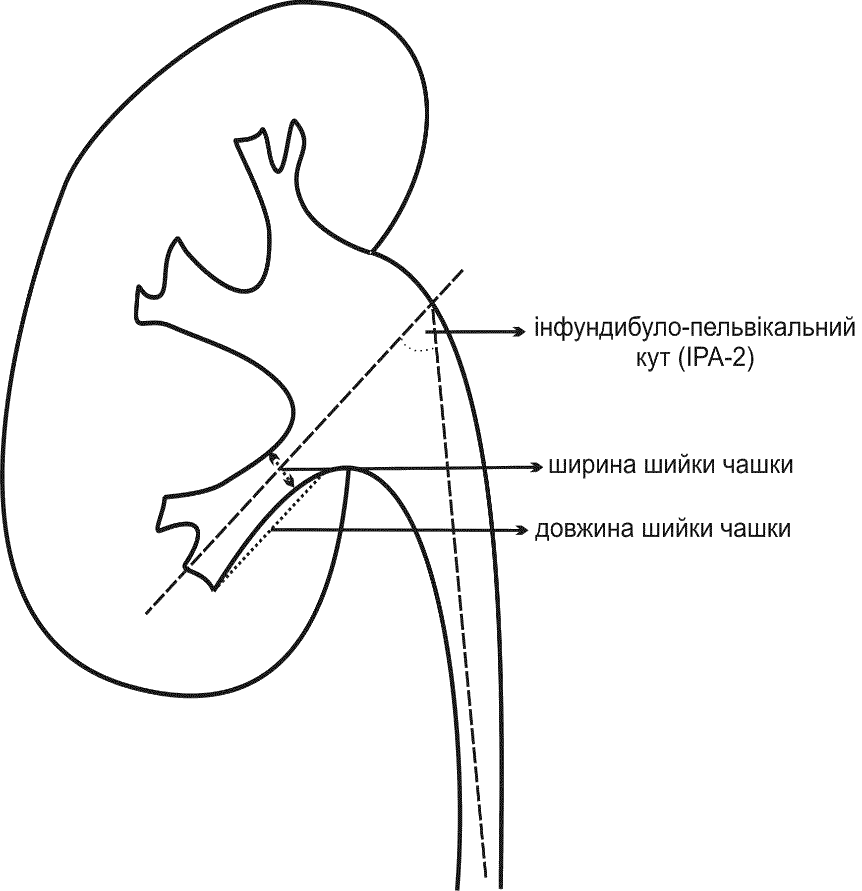 інфундибуло-пельвікальний
кут (IPA-2)
ширина шийки чашки
довжина шийки чашки